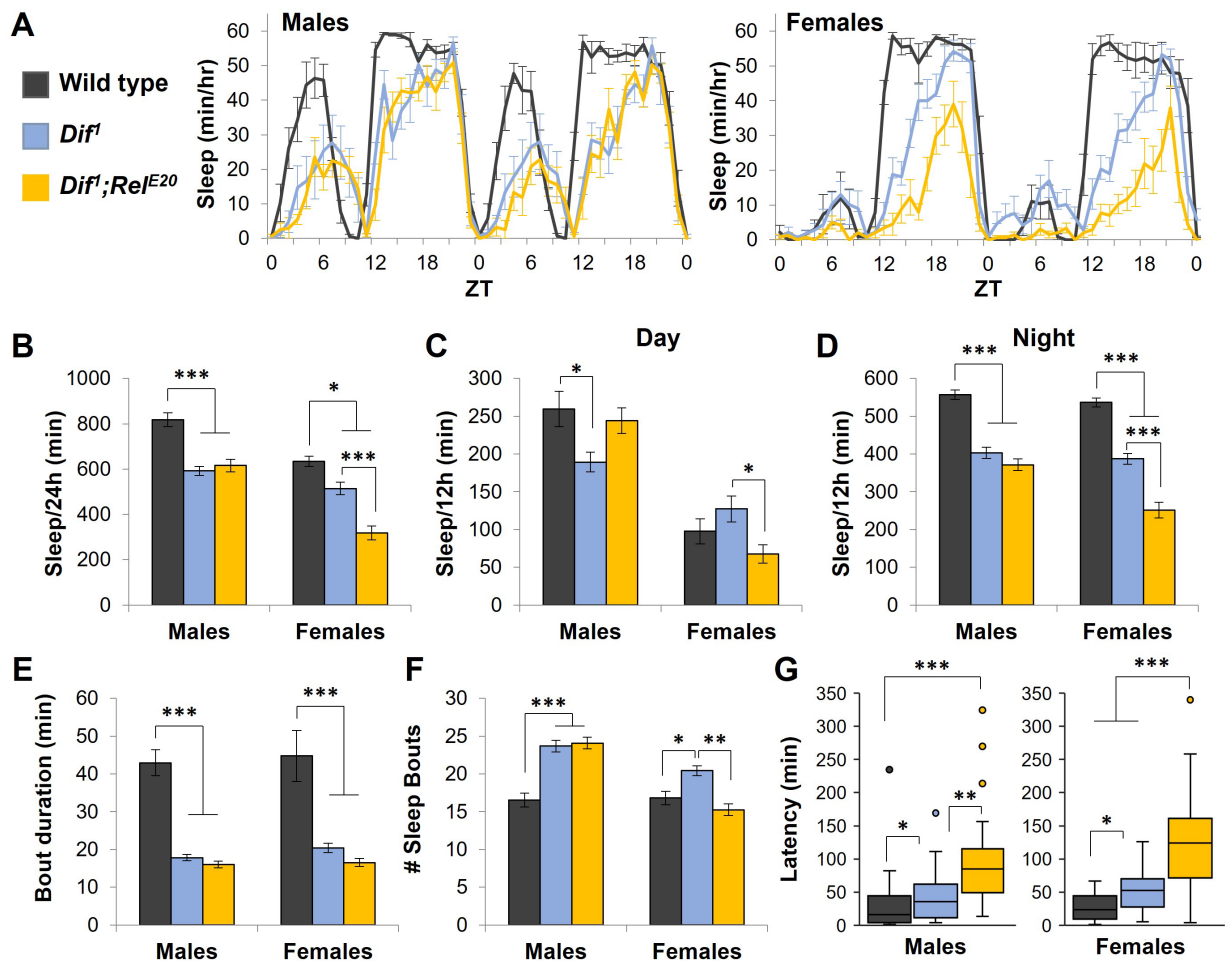 A
Males
Females
Wild type
Dif¹
Dif¹;Relᴱ²⁰
Sleep (min/hr)
60
50
40
30
20
10
0
0 6 12 18 0 6 12 18 0
ZT
Sleep (min/hr)
60
50
40
30
20
10
0
0 6 12 18 0 6 12 18 0
ZT
B
Sleep/24h (min)
1000
800
600
400
200
0
***
*
***
Males Females
C
Day
Sleep/12h (min)
300
250
200
150
100
50
0
*
*
Males Females
D
Night
Sleep/12h (min)
600
500
400
300
200
100
0
***
***
***
Males Females
E
Bout duration (min)
60
50
40
30
20
10
0
***
***
Males Females
F
# Sleep Bouts
30
25
20
15
10
5
0
***
* **
Males Females
G
Latency (min)
350
300
250
200
150
100
50
0
***
*
**
Males
350
300
250
200
150
100
50
0
***
*
Females